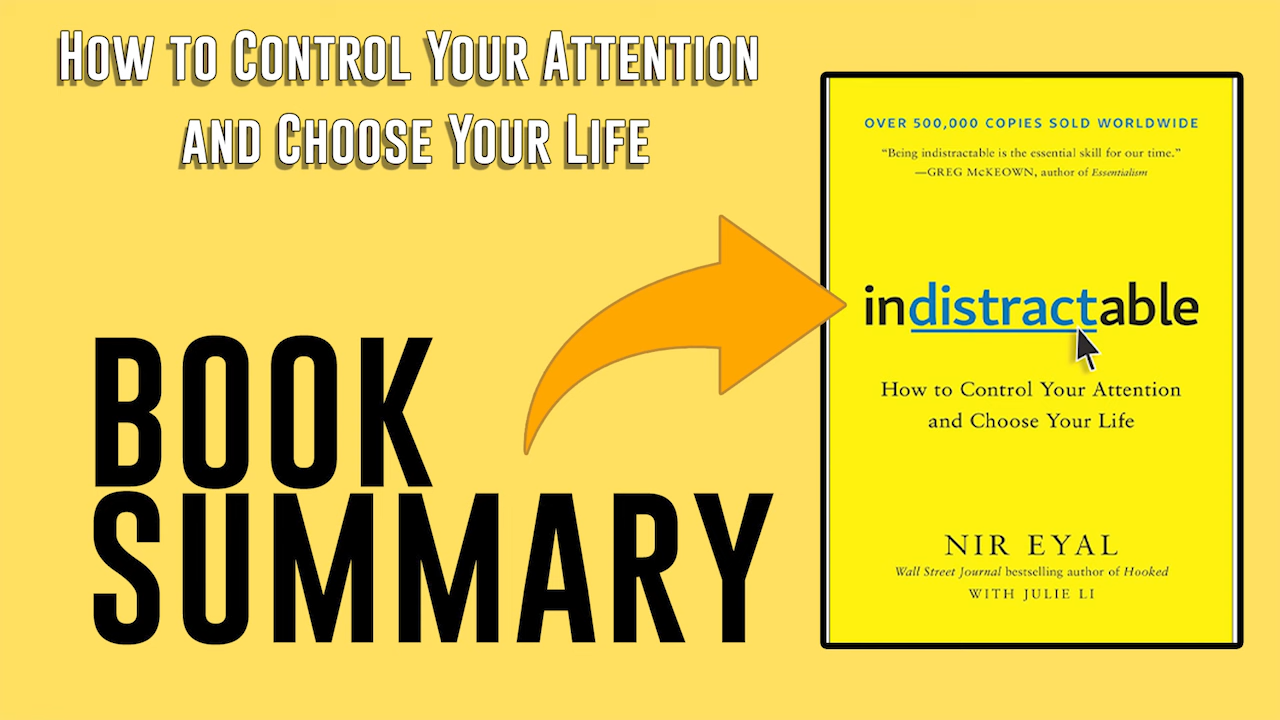 How to Control Your Attention
and Choose Your Life
BOOK
SUMMARY
OVER 500,000 COPIES SOLD WORLDWIDE
“Being indistractable is the essential skill for our time.”
—GREG McKEOWN, author of Essentialism
indistractable
How to Control Your Attention
and Choose Your Life
NIR EYAL
Wall Street Journal bestselling author of Hooked
WITH JULIE LI